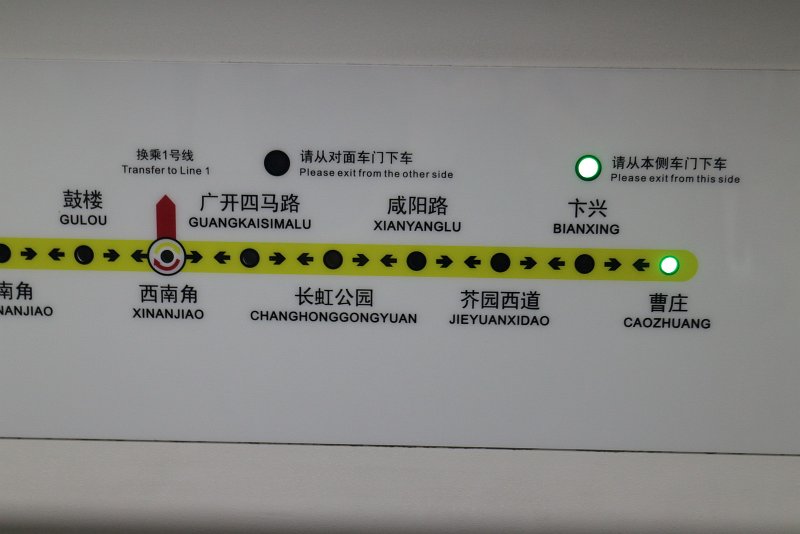 换乘1号线
Transfer to Line 1
请从对面车门下车
Please exit from the other side
请从本侧车门下车
Please exit from this side
鼓楼
GULOU
广开四马路
GUANGKAISIMALU
咸阳路
XIANYANGLU
卞兴
BIANXING
南角
NANJIAO
西南角
XINANJIAO
长虹公园
CHANGHONGGONGYUAN
芥园西道
JIEYUANXIDAO
曹庄
CAOZHUANG